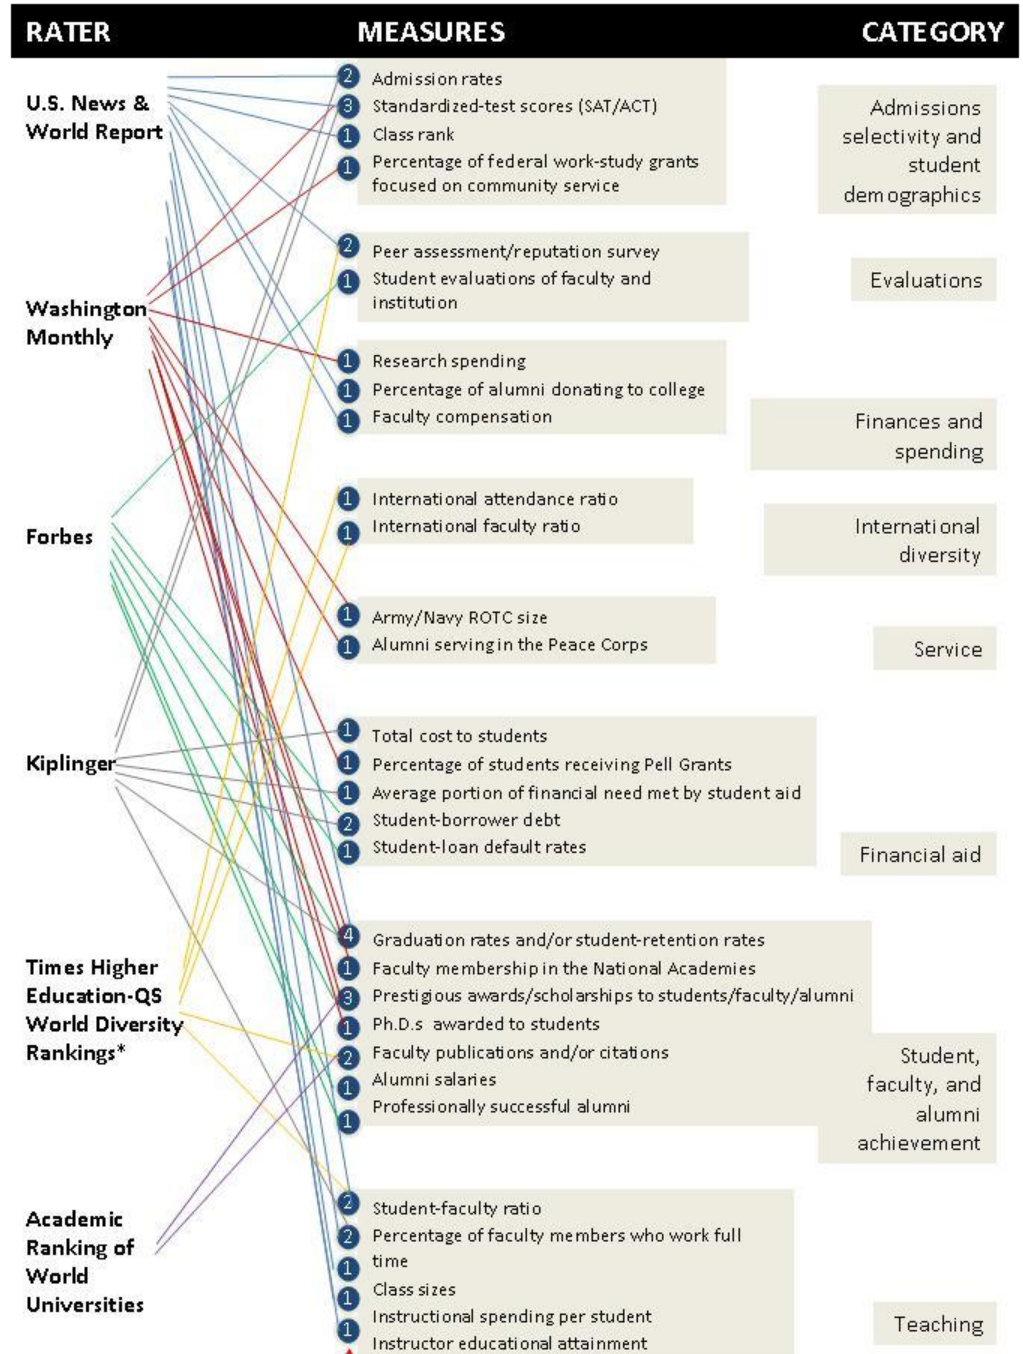 RATER MEASURES CATEGORY
U.S. News &
World Report
Washington
Monthly
Forbes
Kiplinger
Times Higher
Education-QS
World Diversity
Rankings*
Academic
Ranking of
World
Universities
2 Admission rates
3 Standardized-test scores (SAT/ACT)
1 Class rank
1 Percentage of federal work-study grants
focused on community service
Admissions
selectivity and
student
demographics
2 Peer assessment/reputation survey
1 Student evaluations of faculty and
institution
Evaluations
1 Research spending
1 Percentage of alumni donating to college
1 Faculty compensation
Finances and
spending
1 International attendance ratio
1 International faculty ratio
International
diversity
1 Army/Navy ROTC size
1 Alumni serving in the Peace Corps
Service
1 Total cost to students
1 Percentage of students receiving Pell Grants
1 Average portion of financial need met by student aid
2 Student-borrower debt
1 Student-loan default rates
Financial aid
4 Graduation rates and/or student-retention rates
1 Faculty membership in the National Academies
3 Prestigious awards/scholarships to students/faculty/alumni
1 Ph.D.s awarded to students
2 Faculty publications and/or citations
1 Alumni salaries
1 Professionally successful alumni
Student,
faculty, and
alumni
achievement
2 Student-faculty ratio
2 Percentage of faculty members who work full
time
1 Class sizes
1 Instructional spending per student
1 Instructor educational attainment
Teaching